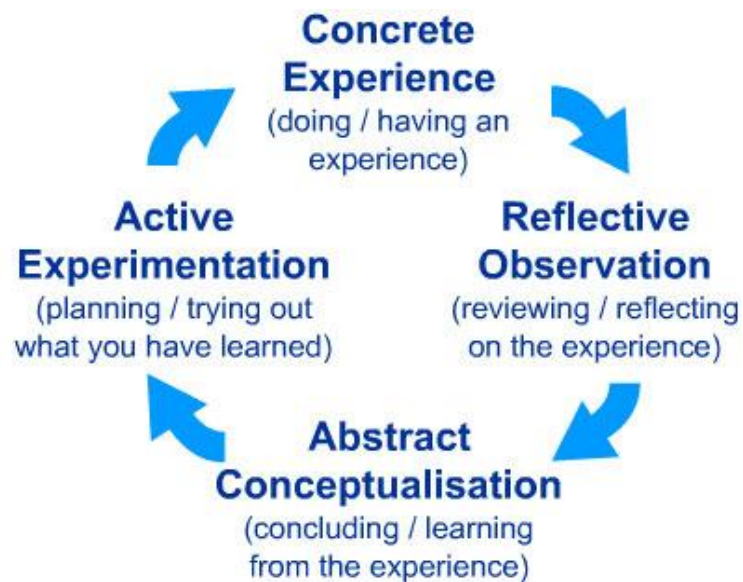 Concrete
Experience
(doing / having an
experience)
Reflective
Observation
(reviewing / reflecting
on the experience)
Abstract
Conceptualisation
(concluding / learning
from the experience)
Active
Experimentation
(planning / trying out
what you have learned)